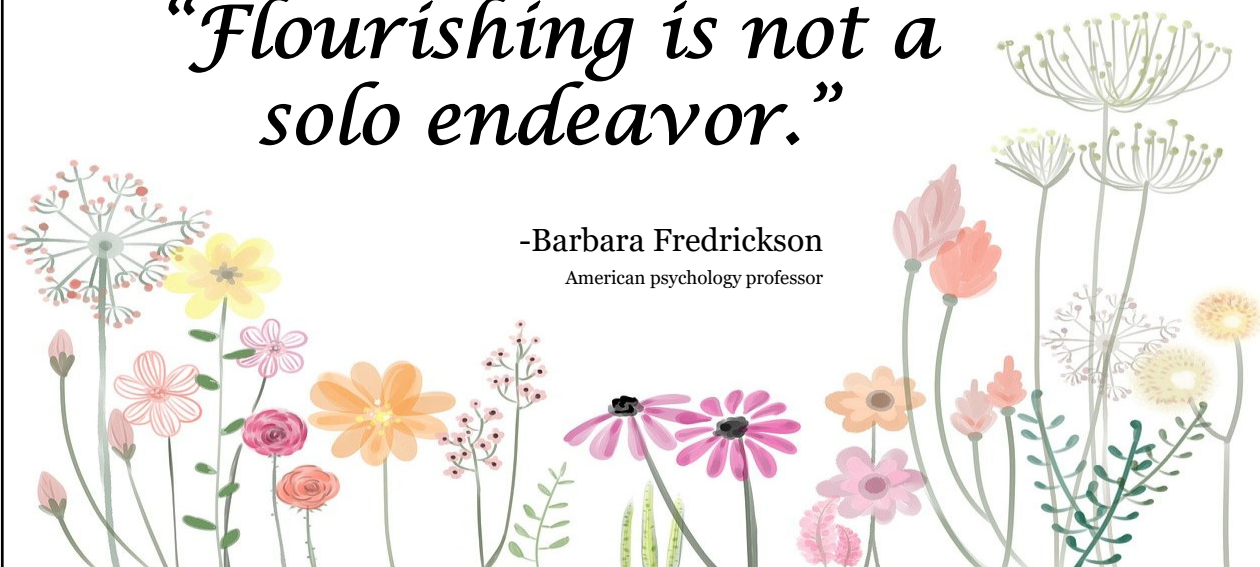 “Flourishing is not a
solo endeavor.”
-Barbara Fredrickson
American psychology professor